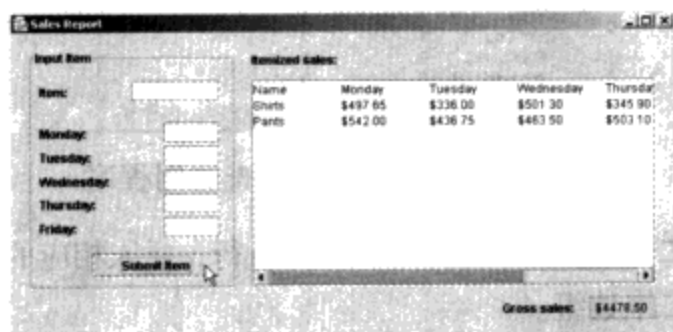 Sales Report
Input Item
Item:
Monday:
Tuesday:
Wednesday:
Thursday:
Friday:
Submit Item
Itemized sales:
Name Monday Tuesday Wednesday Thursday
Shirts $497.65 $336.00 $501.30 $345.90
Pants $542.00 $436.75 $463.50 $503.10
Gross sales: $4478.50